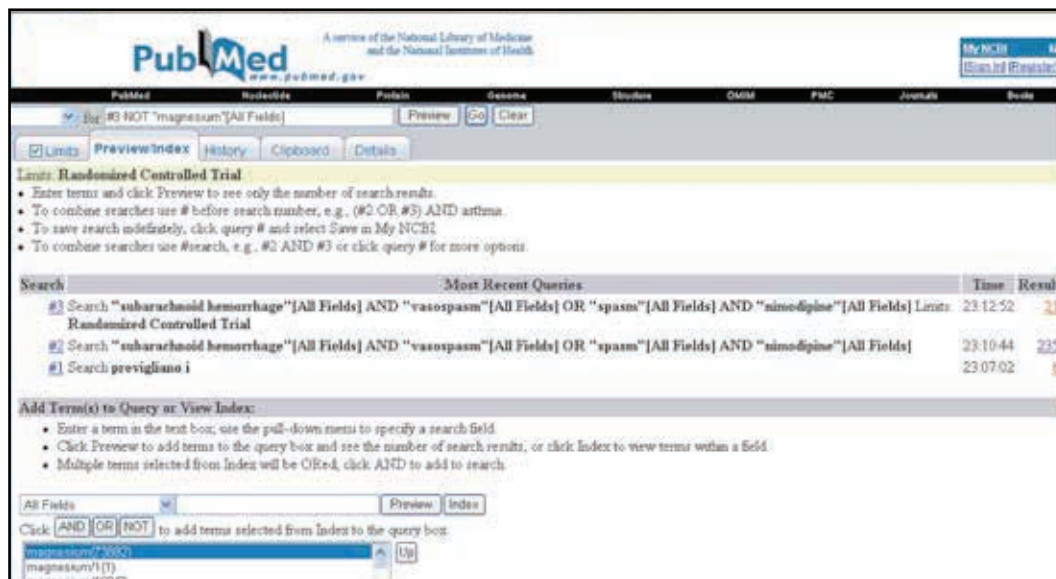 PubMed
A service of the National Library of Medicine
and the National Institutes of Health
www.pubmed.gov
My NCBI
[Sign In] [Register
PubMed Nucleotide Protein Genome Structure OMIM PMC Journals Books
for #3 NOT "magnesium"[All Fields] Preview Go Clear
Limits Preview/Index History Clipboard Details
Limits: Randomized Controlled Trial
• Enter terms and click Preview to see only the number of search results.
• To combine searches use # before search number, e.g., (#2 OR #3) AND asthma.
• To save search indefinitely, click query # and select Save in My NCBI.
• To combine searches use #search, e.g., #2 AND #3 or click query # for more options.
Search Most Recent Queries Time Resul
#3 Search "subarachnoid hemorrhage"[All Fields] AND "vasospasm"[All Fields] OR "spasm"[All Fields] AND "nimodipine"[All Fields] Limits: 23:12:52
Randomized Controlled Trial
#2 Search "subarachnoid hemorrhage"[All Fields] AND "vasospasm"[All Fields] OR "spasm"[All Fields] AND "nimodipine"[All Fields] 23:10:44 235
#1 Search previgliano i 23:07:02
Add Term(s) to Query or View Index:
• Enter a term in the text box; use the pull-down menu to specify a search field.
• Click Preview to add terms to the query box and see the number of search results, or click Index to view terms within a field.
• Multiple terms selected from Index will be ORed, click AND to add to search.
All Fields Preview Index
Click AND OR NOT to add terms selected from Index to the query box.
magnesium(73882) Up
magnesium/1(1)